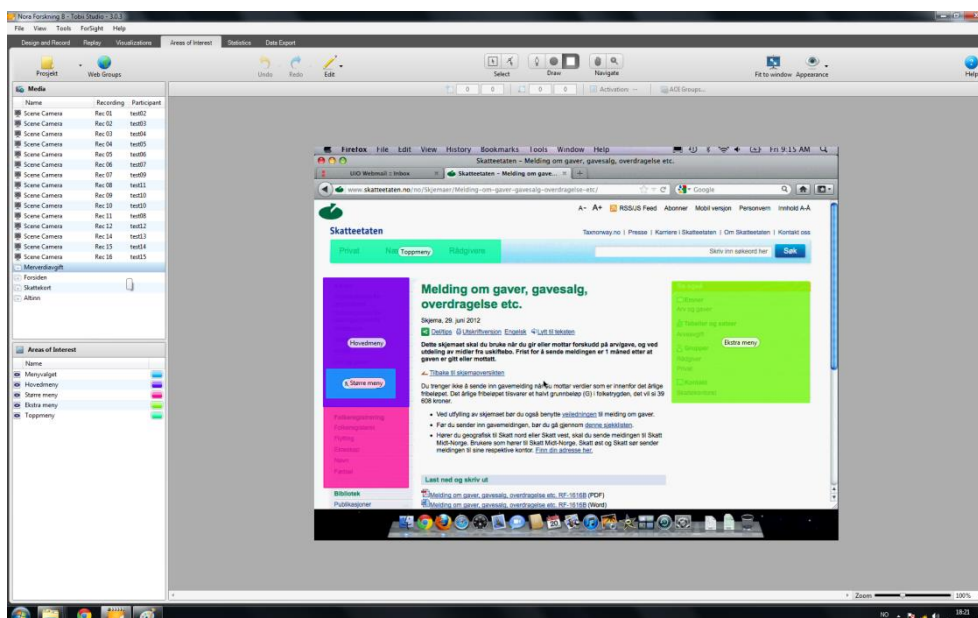 Nora Forskning B - Tobii Studio - 3.0.5
File View Tools ForSight Help
Design and Record Replay Visualizations Areas of Interest Statistics Data Export
Prosjekt Web Groups Undo Redo Edit Select Draw Navigate Fit to window Appearance Help
Media
0 0 0 0 Activation AOI Groups...
Name Recording Participant
Scene Camera Rec 01 test02
Scene Camera Rec 02 test03
Scene Camera Rec 03 test04
Scene Camera Rec 04 test05
Scene Camera Rec 05 test06
Scene Camera Rec 06 test07
Scene Camera Rec 07 test09
Scene Camera Rec 08 test11
Scene Camera Rec 09 test10
Scene Camera Rec 10 test10
Scene Camera Rec 11 test08
Scene Camera Rec 12 test12
Scene Camera Rec 14 test13
Scene Camera Rec 15 test14
Scene Camera Rec 16 test15
Merverdiavgift
Forsiden
Skattekort
Altinn
Areas of Interest
Name
Menyvalget
Hovedmeny
Større meny
Ekstra meny
Toppmeny
Firefox File Edit View History Bookmarks Tools Window Help Fri 9:15 AM
Skatteetaten – Melding om gaver, gavesalg, overdragelse etc.
UiO Webmail :: Inbox Skatteetaten – Melding om gave...
www.skatteetaten.no/no/Skjemaer/Melding-om-gaver-gavesalg-overdragelse-etc/ Google
A- A+ RSS/JS Feed Abonner Mobil versjon Personvern Innhold A-Å
Skatteetaten
Taxnorway.no | Presse | Karriere i Skatteetaten | Om Skatteetaten | Kontakt oss
Privat Toppmeny Rådgivere Skriv inn søkeord her Søk
Melding om gaver, gavesalg,
overdragelse etc.
Skjema, 29. juni 2012
Del/tips Utskriftversjon Engelsk Lytt til teksten
Dette skjemaet skal du bruke når du gir eller mottar forskudd på arv/gave, og ved
utdeling av midler fra uskiftebo. Frist for å sende meldingen er 1 måned etter at
gaven er gitt eller mottatt.
Tilbake til skjemaoversikten
Du trenger ikke å sende inn gavemelding når du mottar verdier som er innenfor det årlige
fribeløpet. Det årlige fribeløpet tilsvarer et halvt grunnbeløp (G) i folketrygden, det vil si 39
608 kroner.
Ved utfylling av skjemaet bør du også benytte veiledningen til melding om gaver.
Før du sender inn gavemeldingen, bør du gå gjennom denne sjekklisten.
Hører du geografisk til Skatt nord eller Skatt vest, skal du sende meldingen til Skatt
Midt-Norge. Brukere som hører til Skatt Midt-Norge, Skatt øst og Skatt sør sender
meldingen til sine respektive kontor. Finn din adresse her.
Last ned og skriv ut
Melding om gaver, gavesalg, overdragelse etc. RF-1616B (PDF)
Melding om gaver, gavesalg, overdragelse etc. RF-1616B (Word)
Hovedmeny
Større meny
Folkeregistrering
Flytting
Navn
Bibliotek
Publikasjoner
Ekstra meny
Zoom 100%
NO 18:21